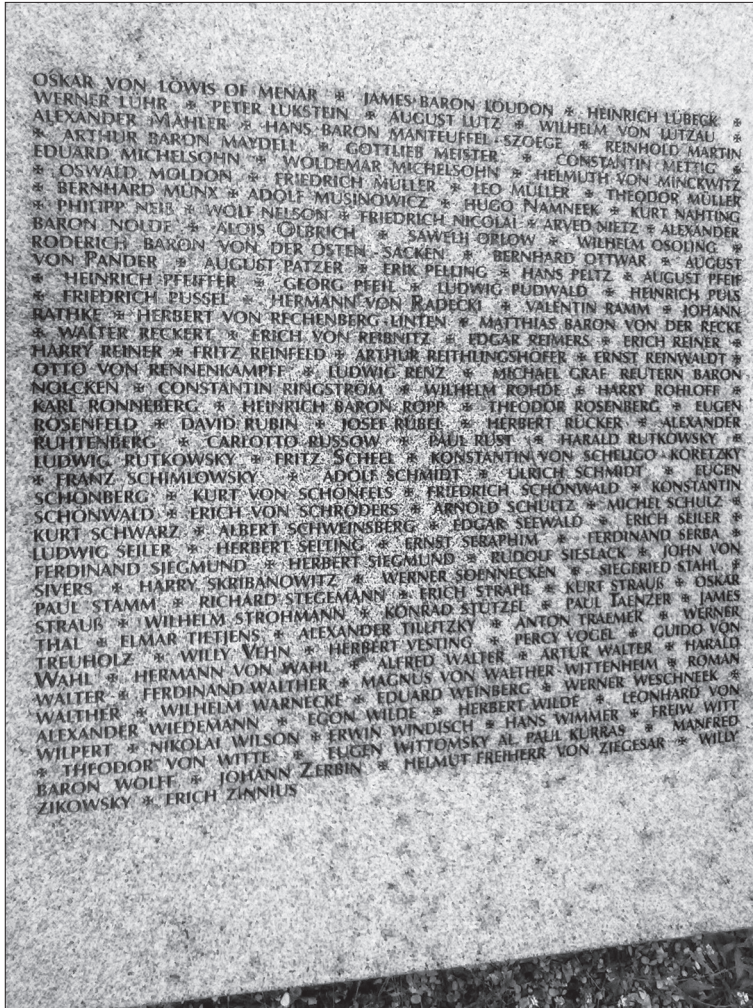 OSKAR VON LÖWIS OF MENAR ✠ JAMES BARON LOUDON ✠ HEINRICH LÜBECK ✠
WERNER LÜHR ✠ PETER LUKSTEIN ✠ AUGUST LUTZ ✠ WILHELM VON LUTZAU ✠
ALEXANDER MAHLER ✠ HANS BARON MANTEUFFEL-SZOEGE ✠ REINHOLD MARTIN
✠ ARTHUR BARON MAYDELL ✠ GOTTLIEB MEISTER ✠ CONSTANTIN METTIG ✠
EDUARD MICHELSOHN ✠ WOLDEMAR MICHELSOHN ✠ HELMUTH VON MINCKWITZ
✠ OSWALD MOLDON ✠ FRIEDRICH MÜLLER ✠ LEO MÜLLER ✠ THEODOR MÜLLER
✠ BERNHARD MÜNX ✠ ADOLF MUSINOWICZ ✠ HUGO NAMNEEK ✠ KURT NAHTING
✠ PHILIPP NEIß ✠ WOLF NELSON ✠ FRIEDRICH NICOLAI ✠ ARVED NIETZ ✠ ALEXANDER
BARON NOLDE ✠ ALOIS OLBRICH ✠ SAWELIJ ORLOW ✠ WILHELM OSOLING ✠
RODERICH BARON VON DER OSTEN-SACKEN ✠ BERNHARD OTTWAR ✠ AUGUST
VON PANDER ✠ AUGUST PATZER ✠ ERIK PELLING ✠ HANS PELTZ ✠ AUGUST PFEIF
✠ HEINRICH PFEIFFER ✠ GEORG PFEIL ✠ LUDWIG PUDWALD ✠ HEINRICH PULS
✠ FRIEDRICH PUSSEL ✠ HERMANN VON RADECKI ✠ VALENTIN RAMM ✠ JOHANN
RATHKE ✠ HERBERT VON RECHENBERG-LINTEN ✠ MATTHIAS BARON VON DER RECKE
✠ WALTER RECKERT ✠ ERICH VON REIBNITZ ✠ EDGAR REIMERS ✠ ERICH REINER ✠
HARRY REINER ✠ FRITZ REINFELD ✠ ARTHUR REITHLINGSHÖFER ✠ ERNST REINWALDT ✠
OTTO VON RENNENKAMPFF ✠ LUDWIG RENZ ✠ MICHAEL GRAF REUTERN BARON
NOLCKEN ✠ CONSTANTIN RINGSTRÖM ✠ WILHELM ROHDE ✠ HARRY ROHLOFF ✠
KARL RONNEBERG ✠ HEINRICH BARON ROPP ✠ THEODOR ROSENBERG ✠ EUGEN
ROSENFELD ✠ DAVID RUBIN ✠ JOSEF RÜBEL ✠ HERBERT RÜCKER ✠ ALEXANDER
RUHTENBERG ✠ CARLOTTO RUSSOW ✠ PAUL RUST ✠ HARALD RUTKOWSKY ✠
LUDWIG RUTKOWSKY ✠ FRITZ SCHEEL ✠ KONSTANTIN VON SCHELIGO-KORETZKY
✠ FRANZ SCHIMLOWSKY ✠ ADOLF SCHMIDT ✠ ULRICH SCHMIDT ✠ EUGEN
SCHÖNBERG ✠ KURT VON SCHÖNFELS ✠ FRIEDRICH SCHÖNWALD ✠ KONSTANTIN
SCHÖNWALD ✠ ERICH VON SCHRÖDERS ✠ ARNOLD SCHULTZ ✠ MICHEL SCHULZ ✠
KURT SCHWARZ ✠ ALBERT SCHWEINSBERG ✠ EDGAR SEEWALD ✠ ERICH SEILER ✠
LUDWIG SEILER ✠ HERBERT SEITING ✠ ERNST SERAPHIM ✠ FERDINAND SERBA ✠
FERDINAND SIEGMUND ✠ HERBERT SIEGMUND ✠ RUDOLF SIESLACK ✠ JOHN VON
SIVERS ✠ HARRY SKRIBANOWITZ ✠ WERNER SOENNECKEN ✠ SIEGFRIED STAHL ✠
PAUL STAMM ✠ RICHARD STEGEMANN ✠ ERICH STRAHL ✠ KURT STRAUß ✠ OSKAR
STRAUß ✠ WILHELM STROHMANN ✠ KONRAD STÜTZEL ✠ PAUL TAENZER ✠ JAMES
THAL ✠ ELMAR TIETJENS ✠ ALEXANDER TILLITZKY ✠ ANTON TRAEMER ✠ WERNER
TREUHOLZ ✠ WILLY VEHN ✠ HERBERT VESTING ✠ PERCY VOGEL ✠ GUIDO VON
WAHL ✠ HERMANN VON WAHL ✠ ALFRED WALTER ✠ ARTUR WALTER ✠ HARALD
WALTER ✠ FERDINAND WALTHER ✠ MAGNUS VON WALTHER-WITTENHEIM ✠ ROMAN
WALTHER ✠ WILHELM WARNECKE ✠ EDUARD WEINBERG ✠ WERNER WESCHNEEK ✠
ALEXANDER WIEDEMANN ✠ EGON WILDE ✠ HERBERT WILDE ✠ LEONHARD VON
WILPERT ✠ NIKOLAI WILSON ✠ ERWIN WINDISCH ✠ HANS WIMMER ✠ FREIW. WITT
✠ THEODOR VON WITTE ✠ EUGEN WITTOMSKY AL. PAUL KURRAS ✠ MANFRED
BARON WOLFF ✠ JOHANN ZERBIN ✠ HELMUT FREIHERR VON ZIEGESAR ✠ WILLY
ZIKOWSKY ✠ ERICH ZINNIUS